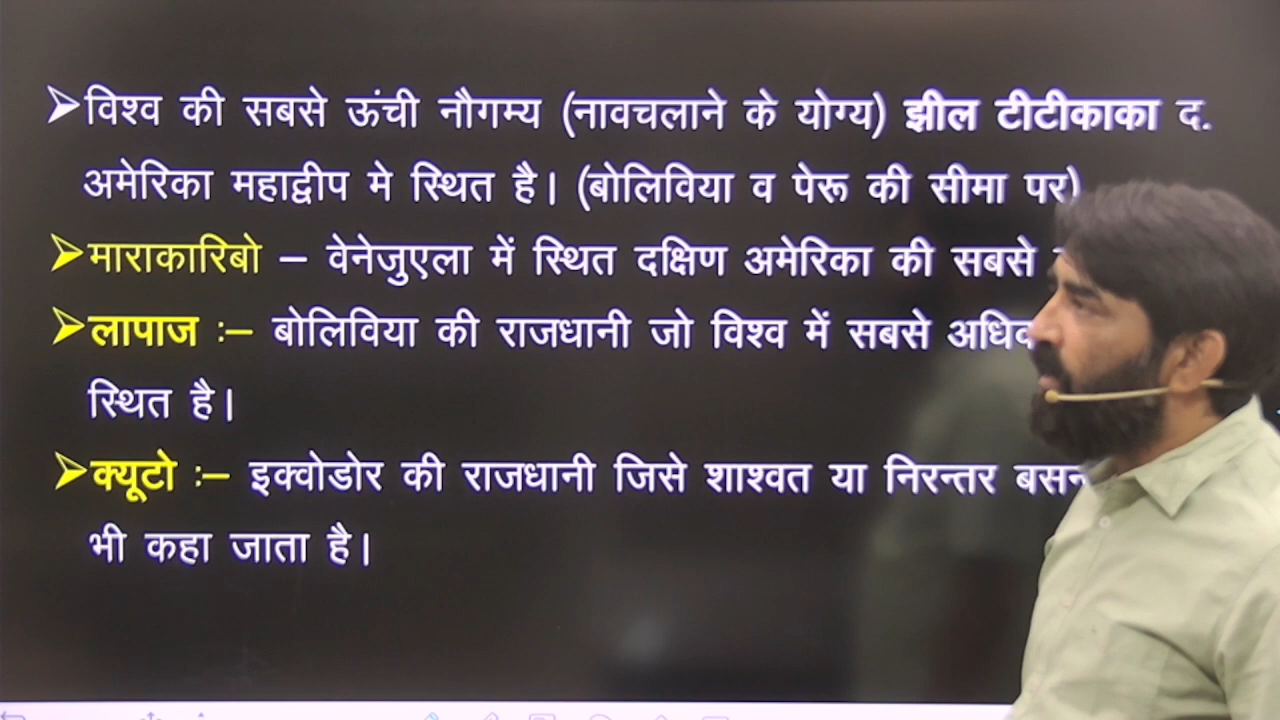 ➢विश्व की सबसे ऊंची नौगम्य (नावचलाने के योग्य) झील टीटीकाका द.
अमेरिका महाद्वीप मे स्थित है। (बोलिविया व पेरू की सीमा पर)
➢माराकारिबो – वेनेजुएला में स्थित दक्षिण अमेरिका की सबसे
➢लापाज :– बोलिविया की राजधानी जो विश्व में सबसे
स्थित है।
➢क्यूटो :– इक्वोडोर की राजधानी जिसे शाश्वत या निरन्तर
भी कहा जाता है।